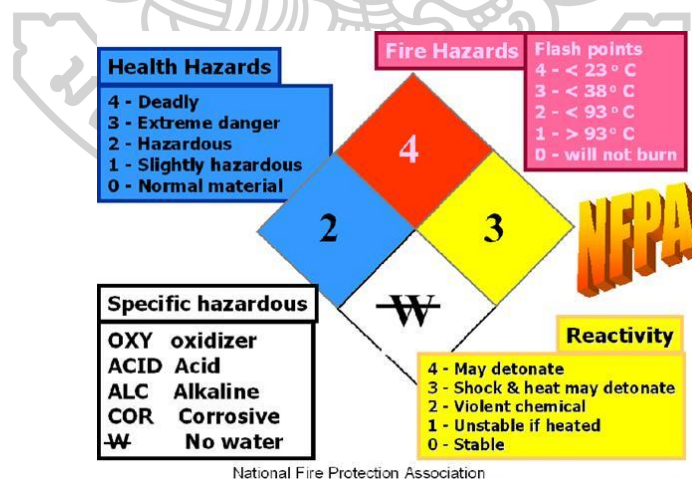 Health Hazards
4 - Deadly
3 - Extreme danger
2 - Hazardous
1 - Slightly hazardous
0 - Normal material
Fire Hazards
Flash points
4 - < 23° C
3 - < 38° C
2 - < 93° C
1 - > 93° C
0 - will not burn
4
2
3
W
NFPA
Specific hazardous
OXY oxidizer
ACID Acid
ALC Alkaline
COR Corrosive
W No water
Reactivity
4 - May detonate
3 - Shock & heat may detonate
2 - Violent chemical
1 - Unstable if heated
0 - Stable
National Fire Protection Association